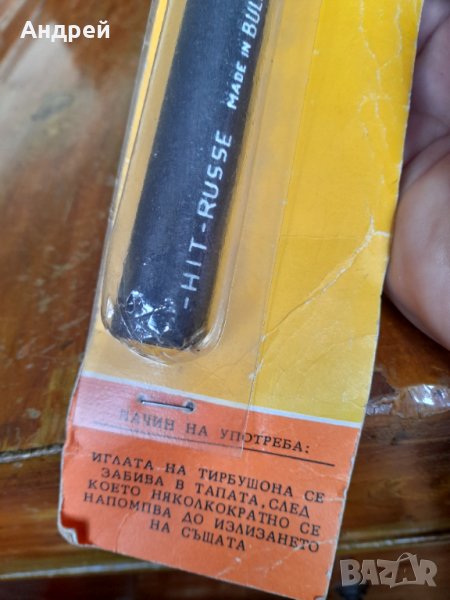 Андрей
-HIT-RUSSE MADE IN BUL
НАЧИН НА УПОТРЕБА:
ИГЛАТА НА ТИРБУШОНА СЕ
ЗАБИВА В ТАПАТА, СЛЕД
КОЕТО НЯКОЛКОКРАТНО СЕ
НАПОМПВА ДО ИЗЛИЗАНЕТО
НА СЪЩАТА
BAZAR